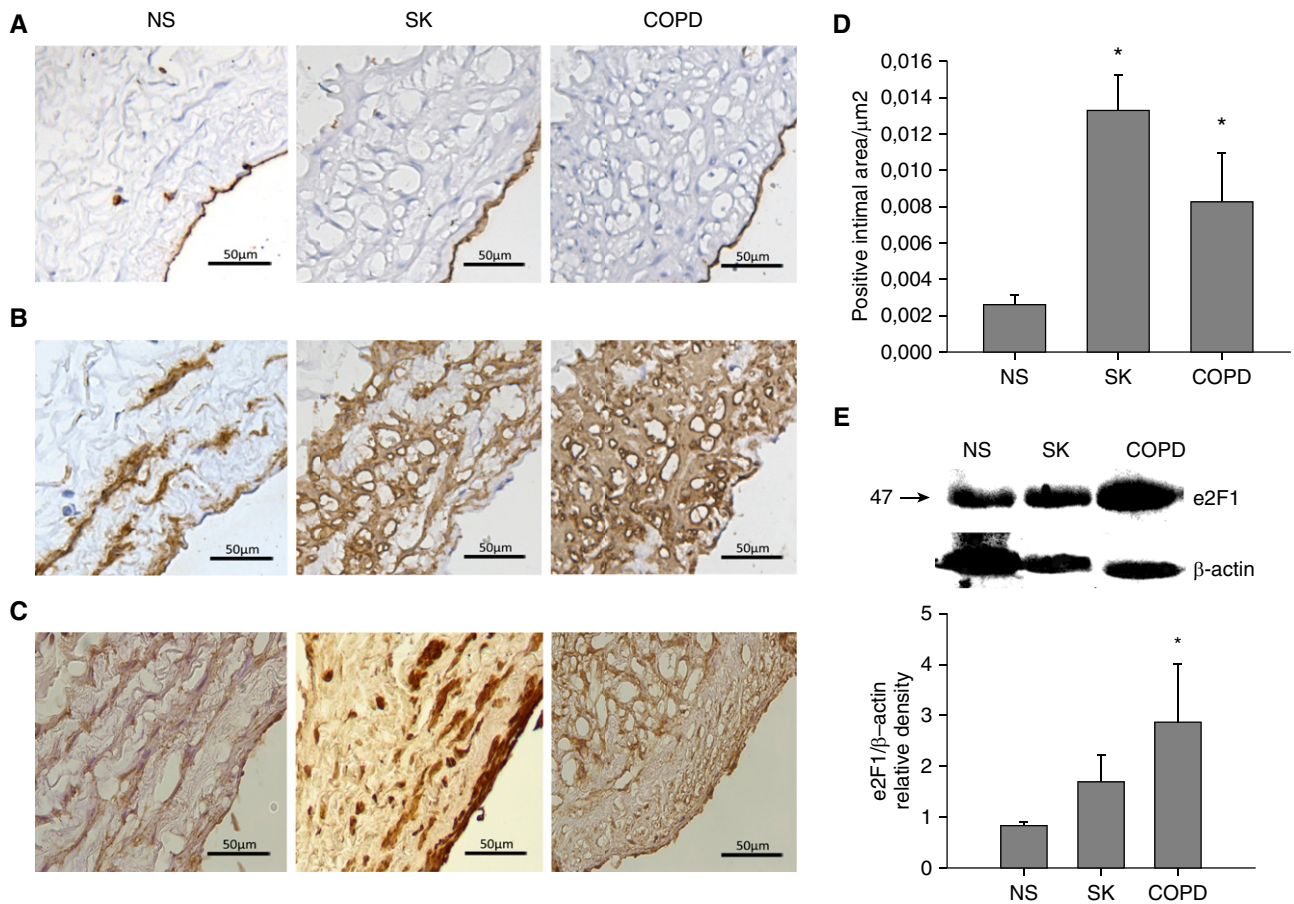 A
NS
SK
COPD
50μm
50μm
50μm
B
50μm
50μm
50μm
C
50μm
50μm
50μm
D
Positive intimal area/μm2
0,016
0,014
0,012
0,010
0,008
0,006
0,004
0,002
0,000
*
*
NS
SK
COPD
E
NS
SK
COPD
47
e2F1
β-actin
e2F1/β–actin
relative density
5
4
3
2
1
0
*
NS
SK
COPD